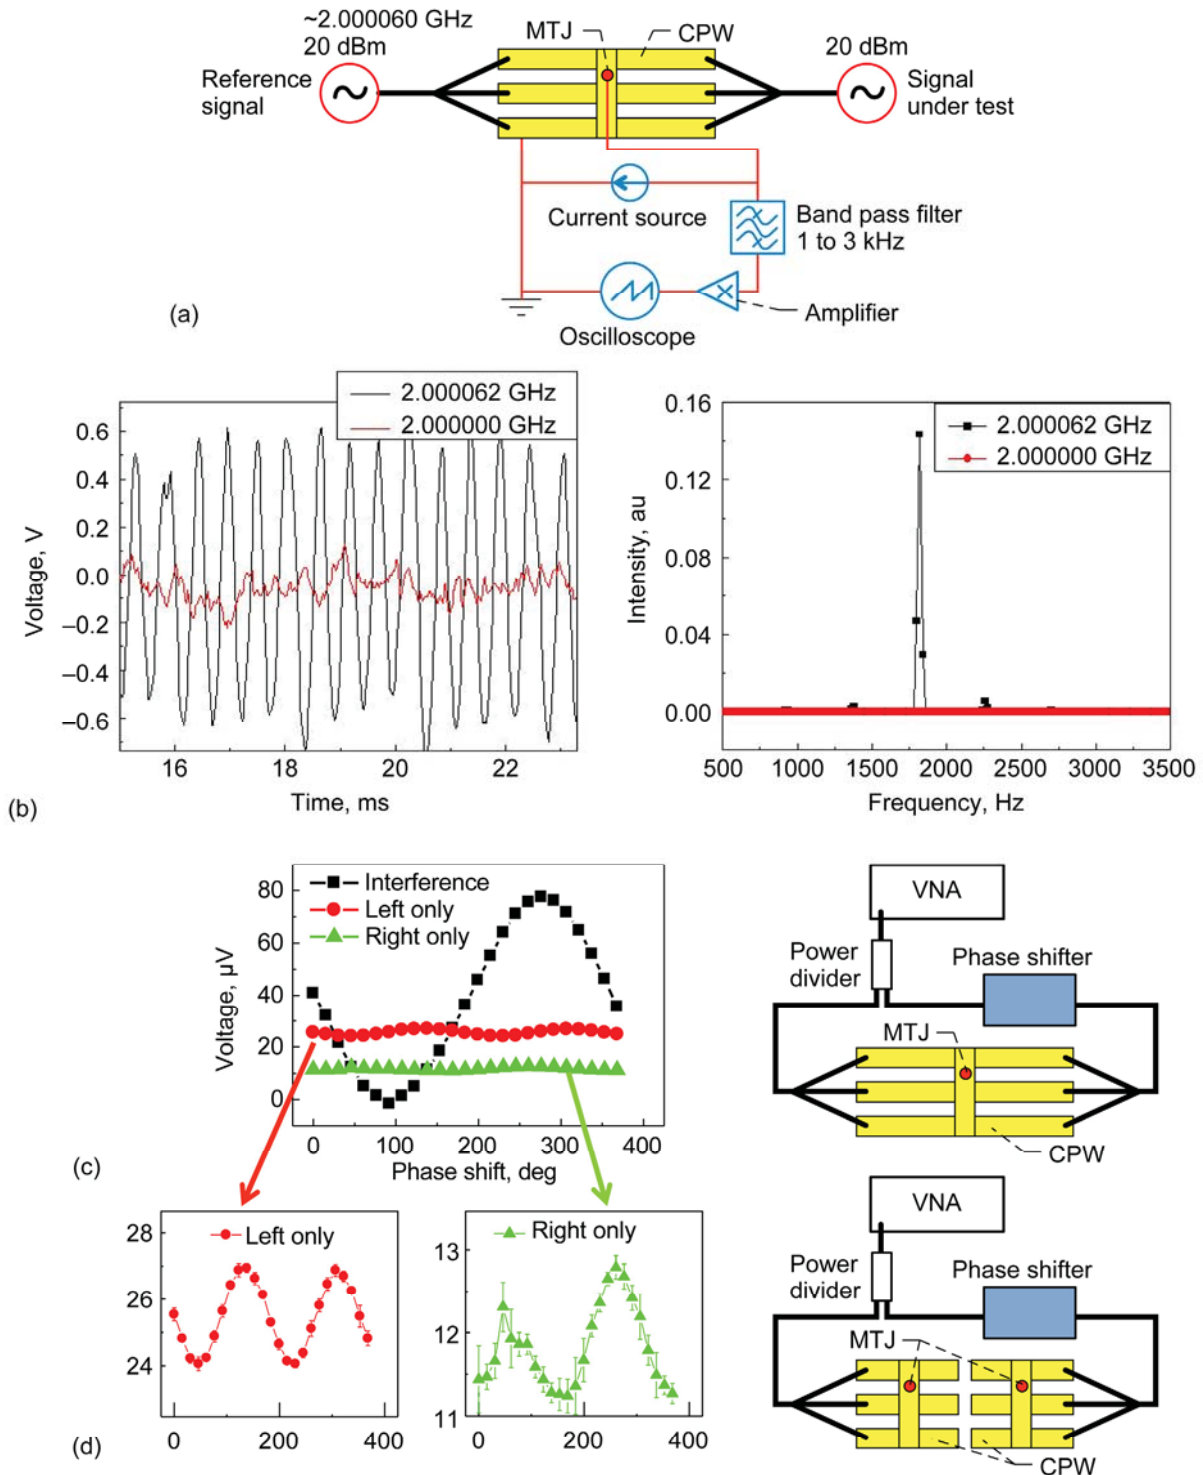 ~2.000060 GHz
20 dBm
Reference
signal
MTJ
CPW
20 dBm
Signal
under test
Current source
Band pass filter
1 to 3 kHz
Amplifier
Oscilloscope
(a)
2.000062 GHz
2.000000 GHz
0.6
0.4
0.2
0.0
–0.2
–0.4
–0.6
Voltage, V
16 18 20 22
Time, ms
2.000062 GHz
2.000000 GHz
0.16
0.12
0.08
0.04
0.00
Intensity, au
500 1000 1500 2000 2500 3000 3500
Frequency, Hz
(b)
Interference
Left only
Right only
80
60
40
20
0
Voltage, µV
0 100 200 300 400
Phase shift, deg
(c)
VNA
Power
divider
Phase shifter
MTJ
CPW
Left only
28
26
24
0 200 400
Right only
13
12
11
0 200 400
(d)
VNA
Power
divider
Phase shifter
MTJ
CPW